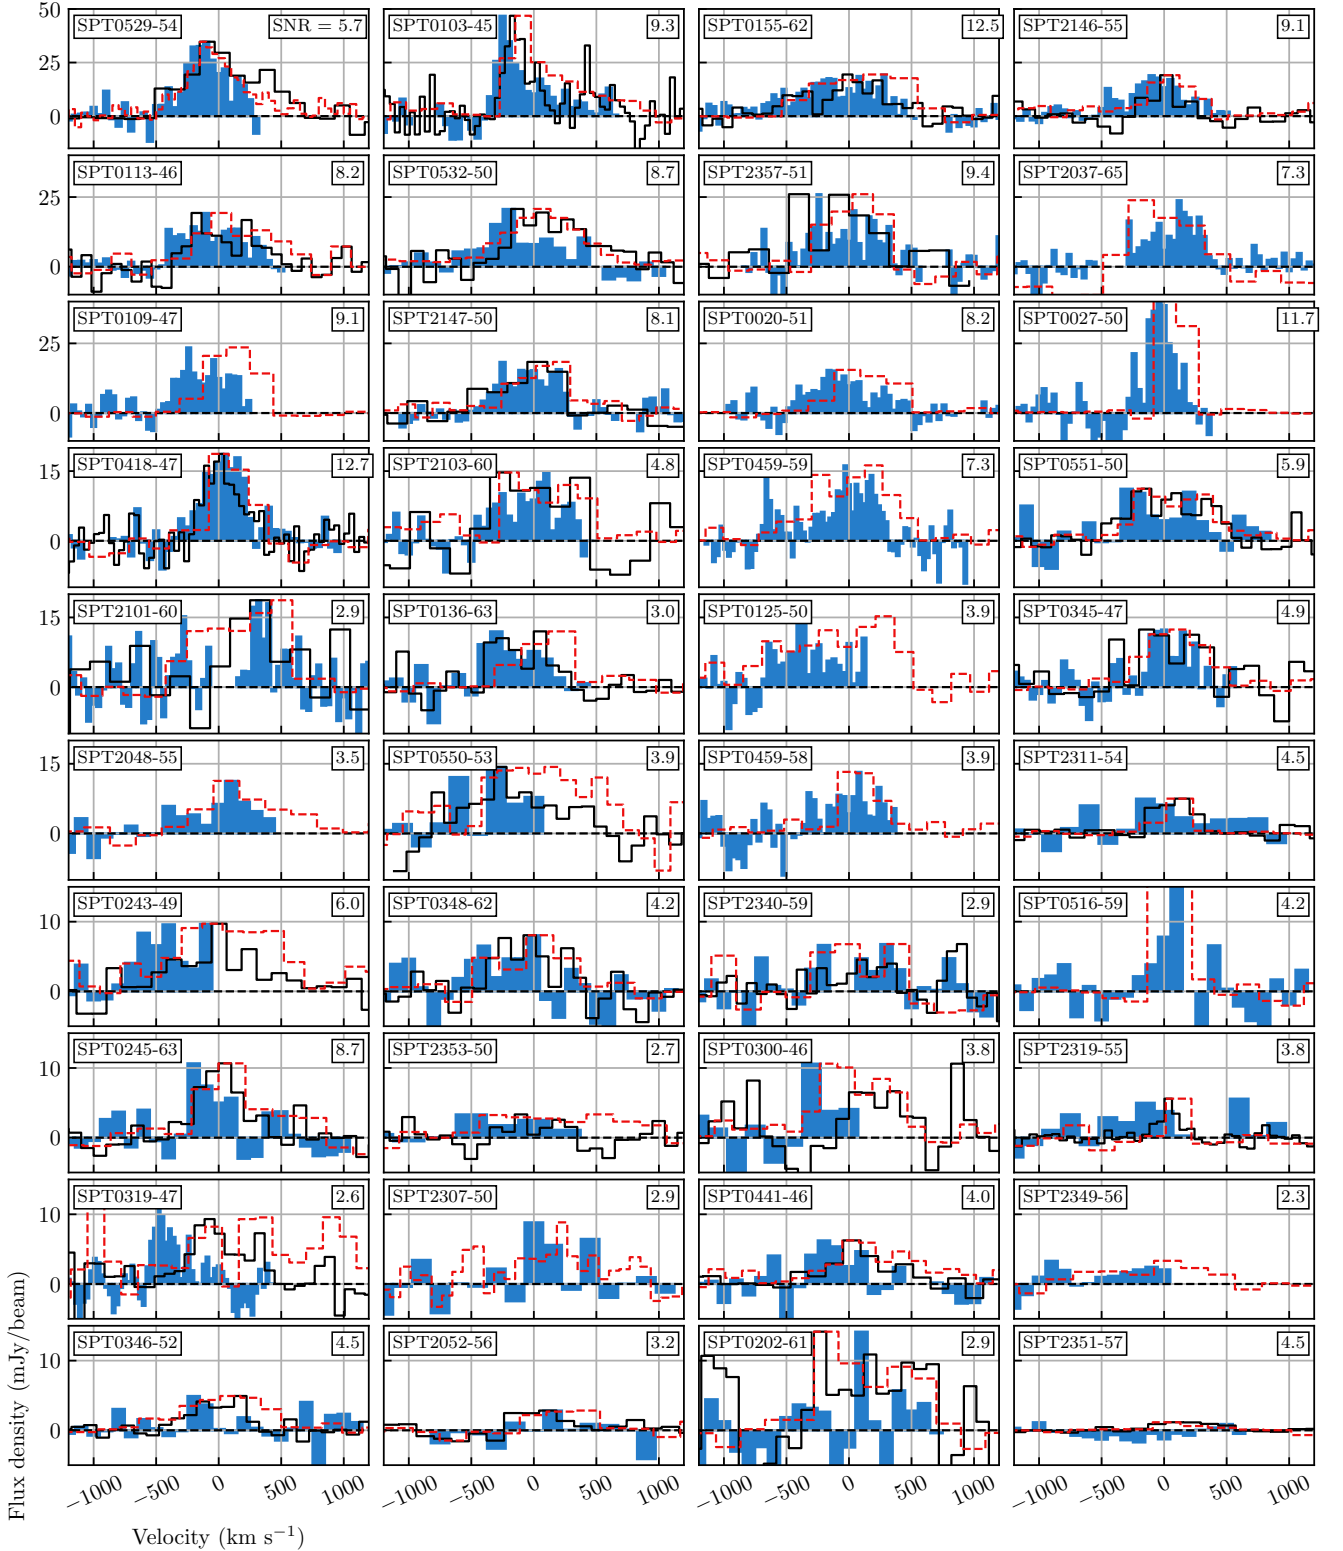 50
SPT0529-54 SNR = 5.7 SPT0103-45 9.3 SPT0155-62 12.5 SPT2146-55 9.1
25
0
SPT0113-46 8.2 SPT0532-50 8.7 SPT2357-51 9.4 SPT2037-65 7.3
25
0
SPT0109-47 9.1 SPT2147-50 8.1 SPT0020-51 8.2 SPT0027-50 11.7
25
0
SPT0418-47 12.7 SPT2103-60 4.8 SPT0459-59 7.3 SPT0551-50 5.9
15
0
SPT2101-60 2.9 SPT0136-63 3.0 SPT0125-50 3.9 SPT0345-47 4.9
15
0
SPT2048-55 3.5 SPT0550-53 3.9 SPT0459-58 3.9 SPT2311-54 4.5
15
0
SPT0243-49 6.0 SPT0348-62 4.2 SPT2340-59 2.9 SPT0516-59 4.2
10
0
SPT0245-63 8.7 SPT2353-50 2.7 SPT0300-46 3.8 SPT2319-55 3.8
10
0
SPT0319-47 2.6 SPT2307-50 2.9 SPT0441-46 4.0 SPT2349-56 2.3
10
0
SPT0346-52 4.5 SPT2052-56 3.2 SPT0202-61 2.9 SPT2351-57 4.5
10
0
−1000 −500 0 500 1000 −1000 −500 0 500 1000 −1000 −500 0 500 1000 −1000 −500 0 500 1000
Velocity (km s⁻¹)
Flux density (mJy/beam)